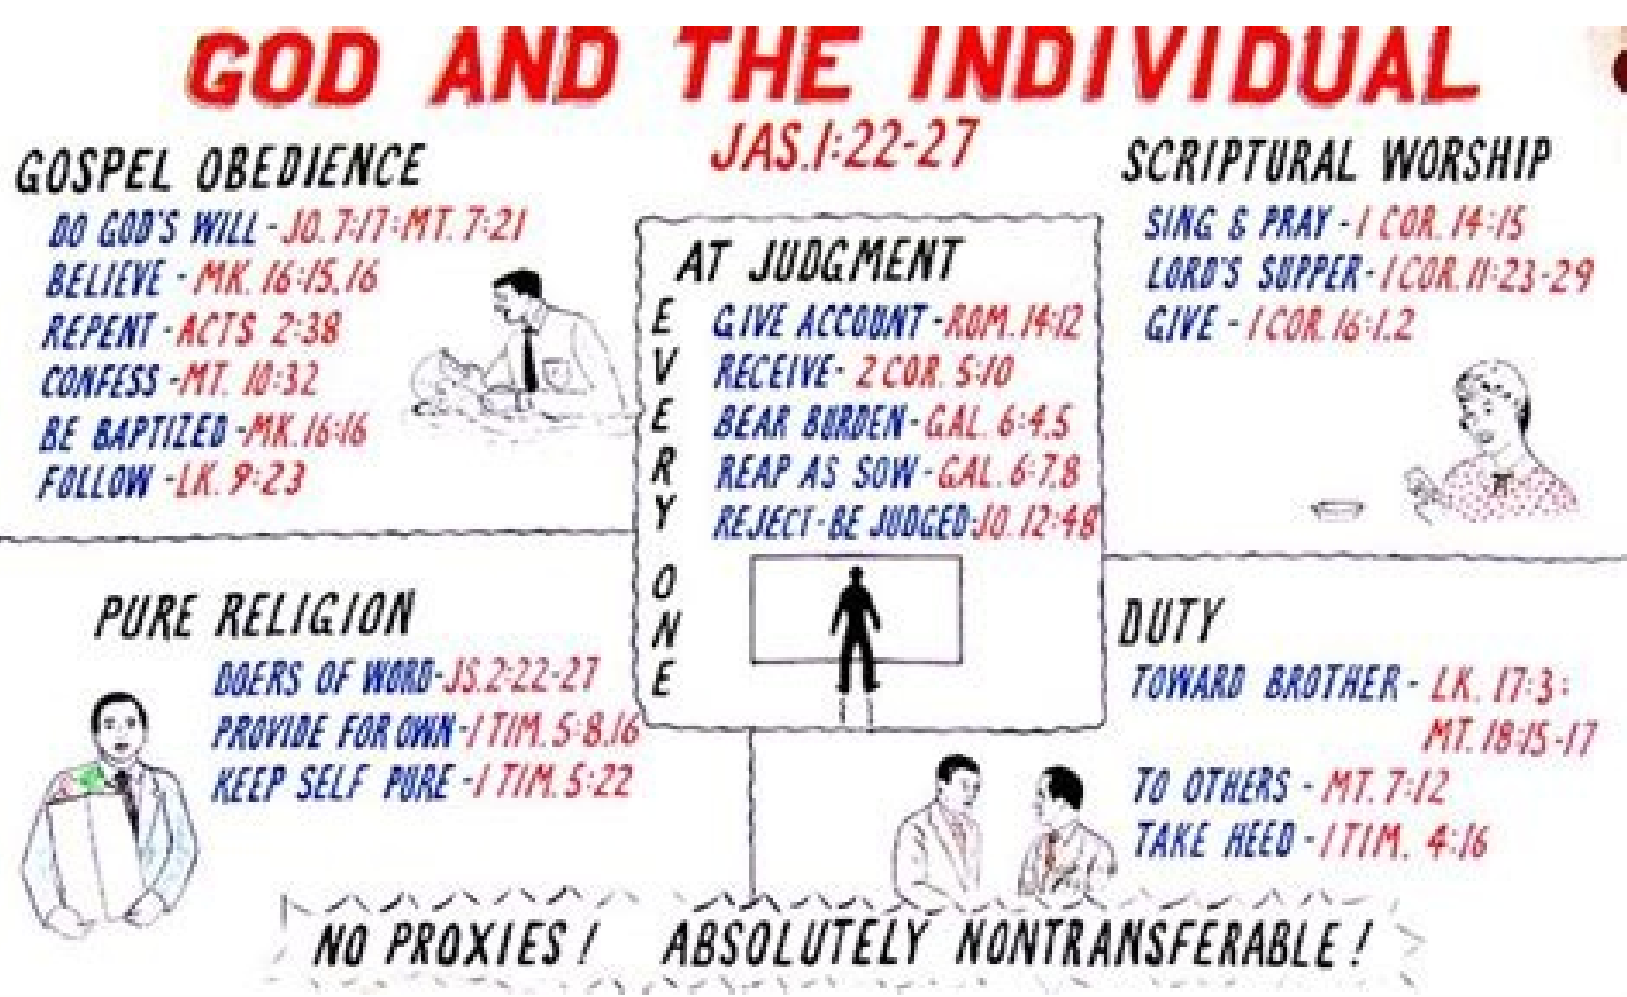 GOD AND THE INDIVIDUAL
JAS.1:22-27
GOSPEL OBEDIENCE
DO GOD'S WILL - JO. 7:17: MT. 7:21
BELIEVE - MK. 16:15,16
REPENT - ACTS 2:38
CONFESS - MT. 10:32
BE BAPTIZED - MK. 16:16
FOLLOW - LK. 9:23
AT JUDGMENT
EVERY ONE
GIVE ACCOUNT - ROM. 14:12
RECEIVE - 2 COR. 5:10
BEAR BURDEN - GAL. 6:4,5
REAP AS SOW - GAL. 6:7,8
REJECT - BE JUDGED: JO. 12:48
SCRIPTURAL WORSHIP
SING & PRAY - 1 COR. 14:15
LORD'S SUPPER - 1 COR. 11:23-29
GIVE - 1 COR. 16:1,2
PURE RELIGION
DOERS OF WORD - JS. 2:22-27
PROVIDE FOR OWN - 1 TIM. 5:8,16
KEEP SELF PURE - 1 TIM. 5:22
DUTY
TOWARD BROTHER - LK. 17:3:
MT. 18:15-17
TO OTHERS - MT. 7:12
TAKE HEED - 1 TIM. 4:16
NO PROXIES! ABSOLUTELY NONTRANSFERABLE!